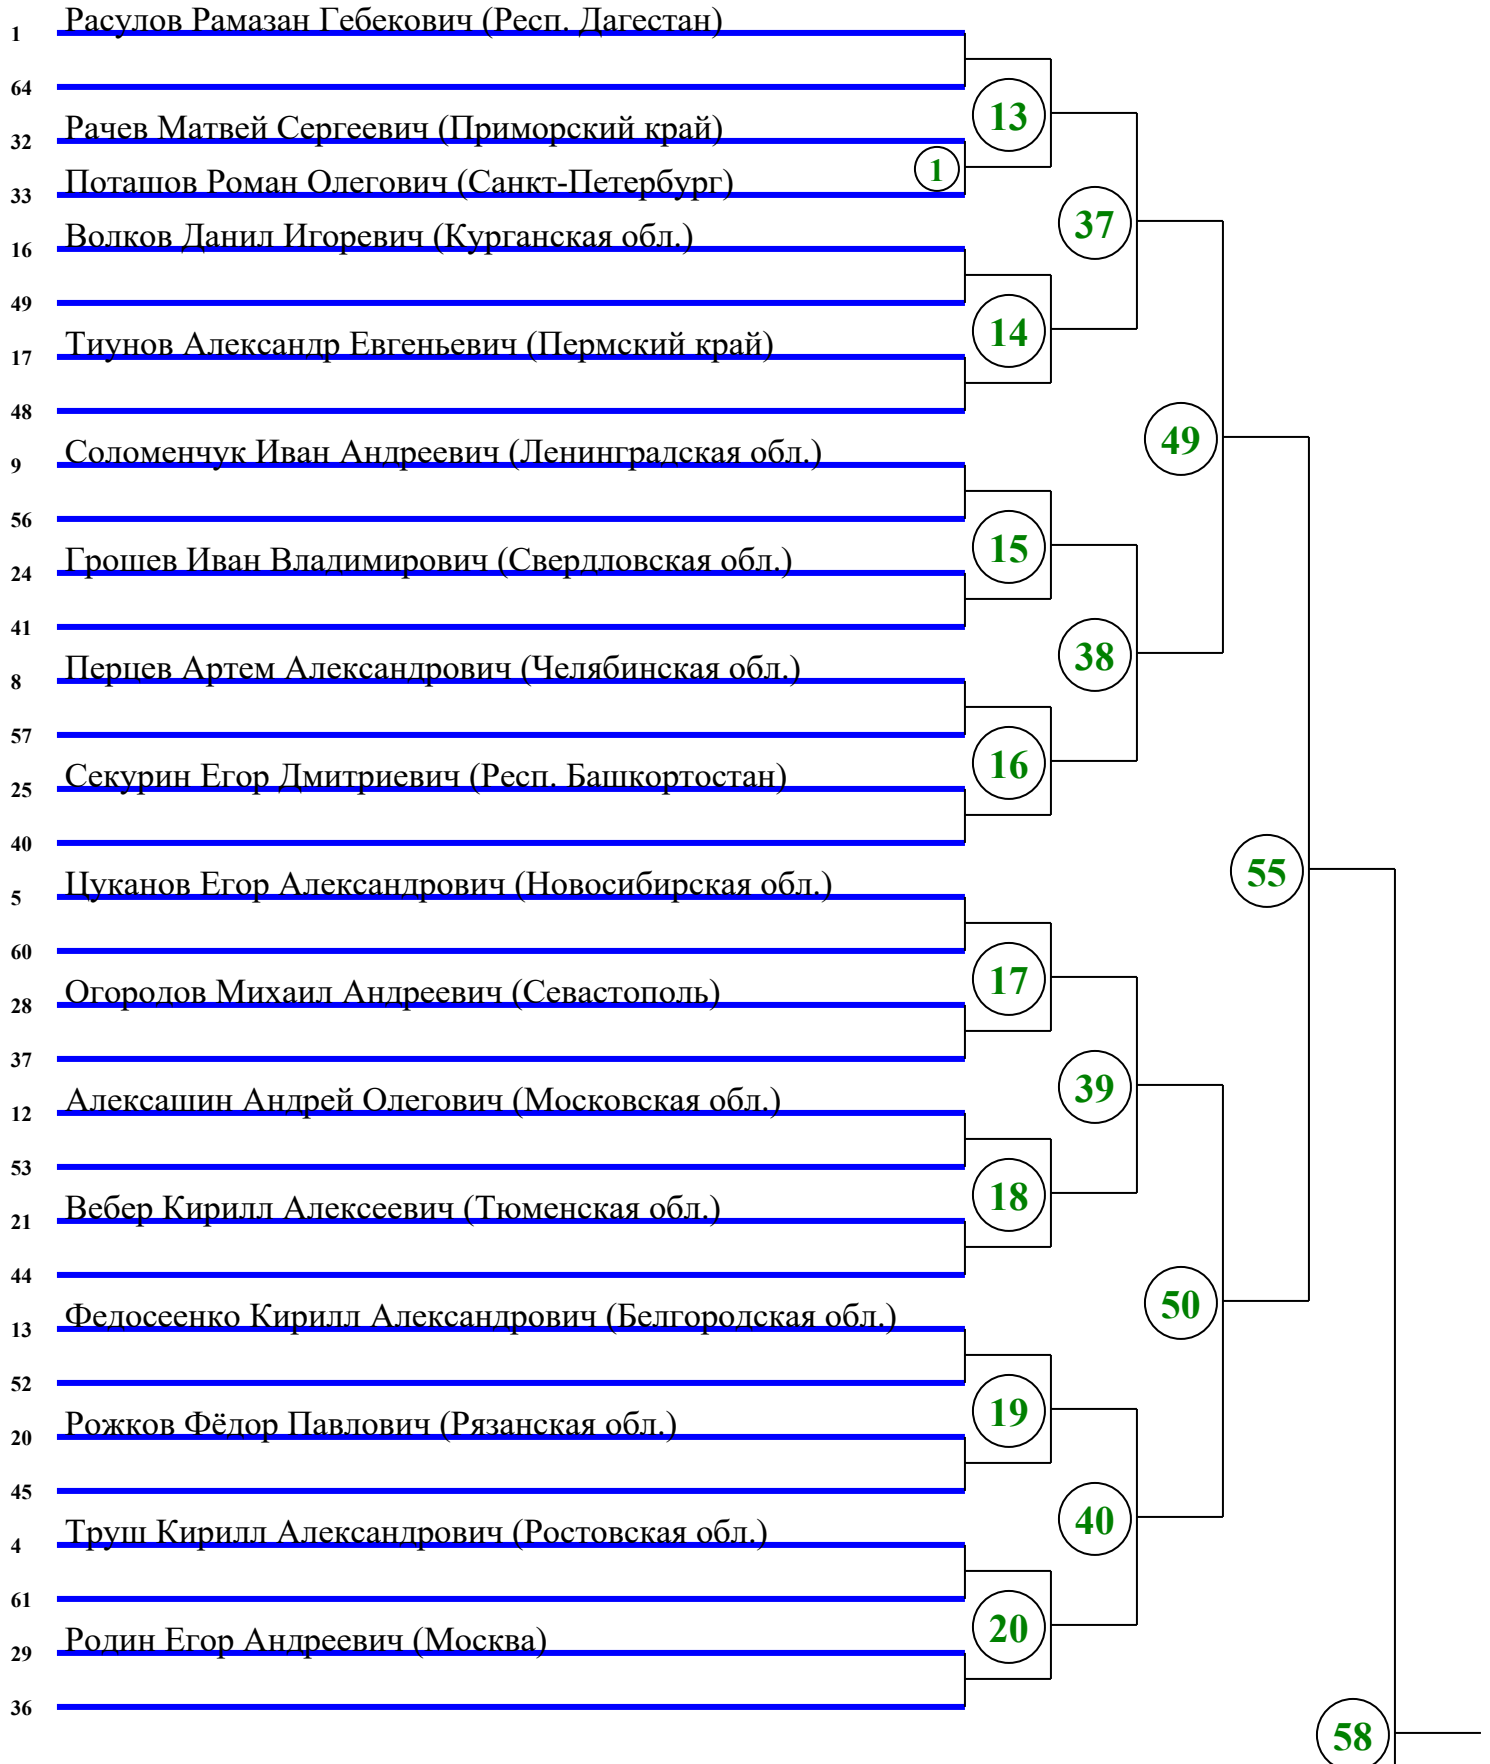 1 Расулов Рамазан Гебекович (Респ. Дагестан)
64
13
32 Рачев Матвей Сергеевич (Приморский край)
1
33 Поташов Роман Олегович (Санкт-Петербург)
37
16 Волков Данил Игоревич (Курганская обл.)
49
14
17 Тиунов Александр Евгеньевич (Пермский край)
48
49
9 Соломенчук Иван Андреевич (Ленинградская обл.)
56
15
24 Грошев Иван Владимирович (Свердловская обл.)
41
38
8 Перцев Артем Александрович (Челябинская обл.)
57
16
25 Секурин Егор Дмитриевич (Респ. Башкортостан)
40
55
5 Цуканов Егор Александрович (Новосибирская обл.)
60
17
28 Огородов Михаил Андреевич (Севастополь)
37
39
12 Алексашин Андрей Олегович (Московская обл.)
53
18
21 Вебер Кирилл Алексеевич (Тюменская обл.)
44
50
13 Федосеенко Кирилл Александрович (Белгородская обл.)
52
19
20 Рожков Фёдор Павлович (Рязанская обл.)
45
40
4 Труш Кирилл Александрович (Ростовская обл.)
61
20
29 Родин Егор Андреевич (Москва)
36
58